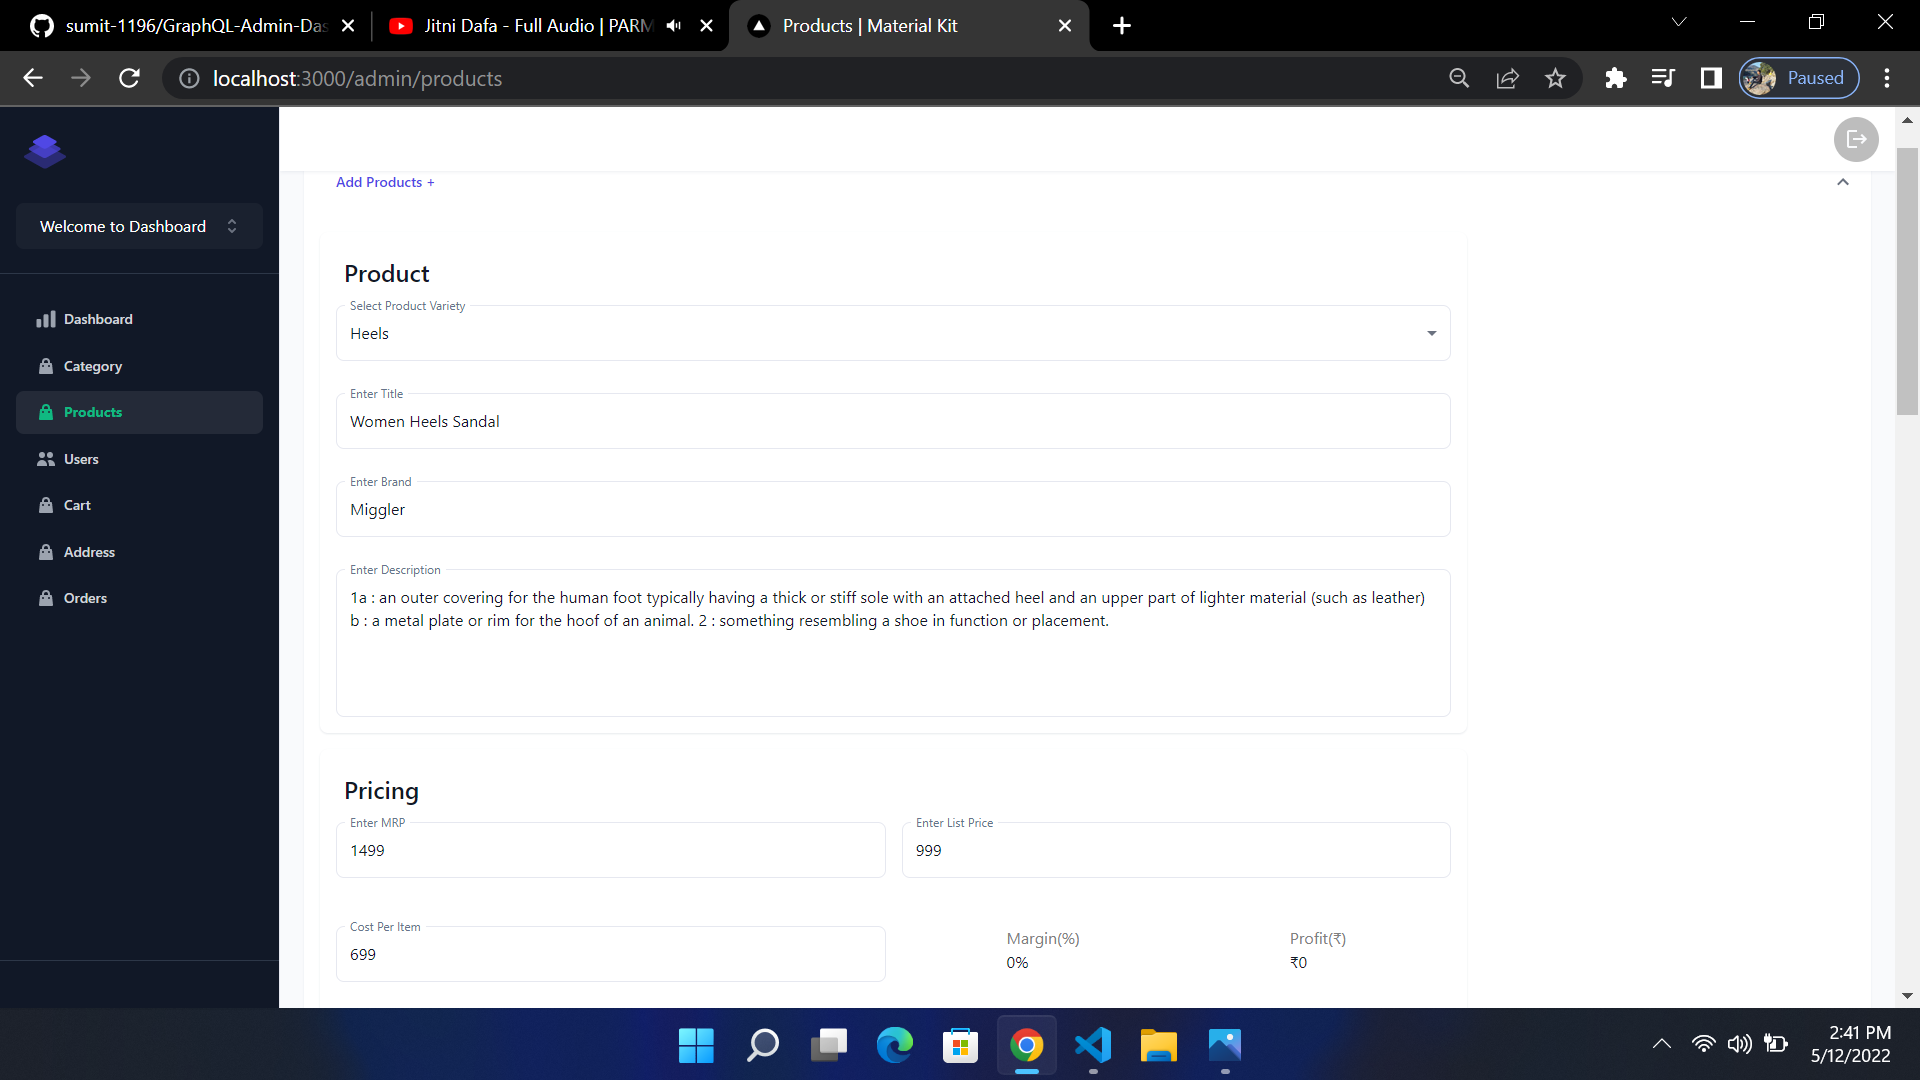 sumit-1196/GraphQL-Admin-Das
Jitni Dafa - Full Audio | PARM
Products | Material Kit
localhost:3000/admin/products
Paused
Welcome to Dashboard
Dashboard
Category
Products
Users
Cart
Address
Orders
Add Products +
Product
Select Product Variety
Heels
Enter Title
Women Heels Sandal
Enter Brand
Miggler
Enter Description
1a : an outer covering for the human foot typically having a thick or stiff sole with an attached heel and an upper part of lighter material (such as leather)
b : a metal plate or rim for the hoof of an animal. 2 : something resembling a shoe in function or placement.
Pricing
Enter MRP
1499
Enter List Price
999
Cost Per Item
699
Margin(%)
0%
Profit(₹)
₹0
2:41 PM
5/12/2022